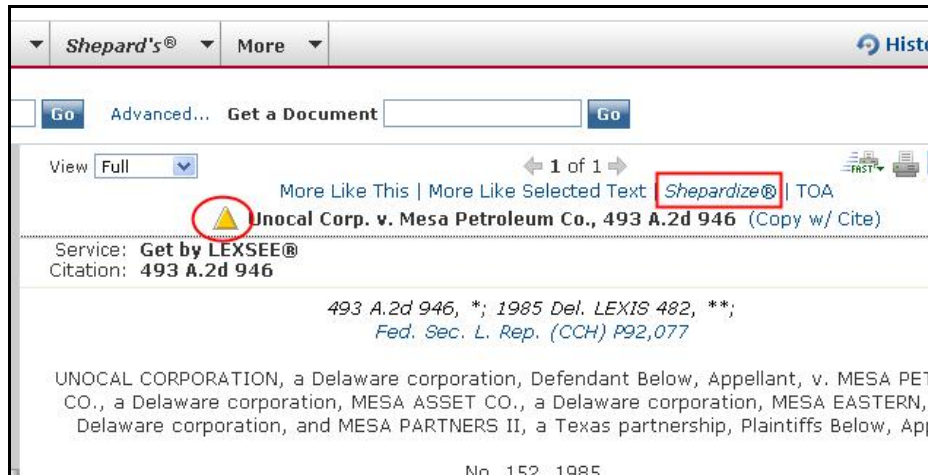 Shepard's® More Histo
Go Advanced... Get a Document Go
View Full 1 of 1 FAST
More Like This | More Like Selected Text | Shepardize® | TOA
Unocal Corp. v. Mesa Petroleum Co., 493 A.2d 946 (Copy w/ Cite)
Service: Get by LEXSEE®
Citation: 493 A.2d 946
493 A.2d 946, *; 1985 Del. LEXIS 482, **;
Fed. Sec. L. Rep. (CCH) P92,077
UNOCAL CORPORATION, a Delaware corporation, Defendant Below, Appellant, v. MESA PET
CO., a Delaware corporation, MESA ASSET CO., a Delaware corporation, MESA EASTERN,
Delaware corporation, and MESA PARTNERS II, a Texas partnership, Plaintiffs Below, App
No. 152, 1985